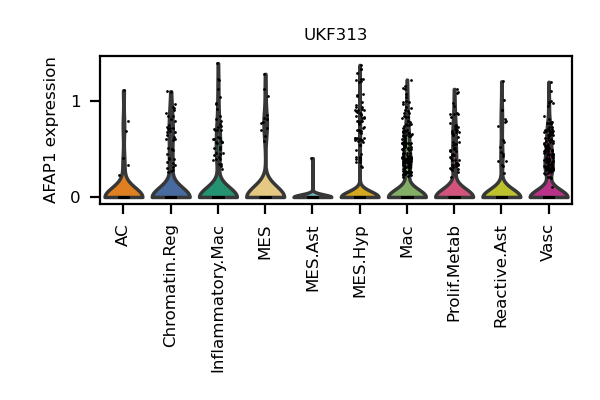 UKF313
AFAP1 expression
1
0
AC
Chromatin.Reg
Inflammatory.Mac
MES
MES.Ast
MES.Hyp
Mac
Prolif.Metab
Reactive.Ast
Vasc